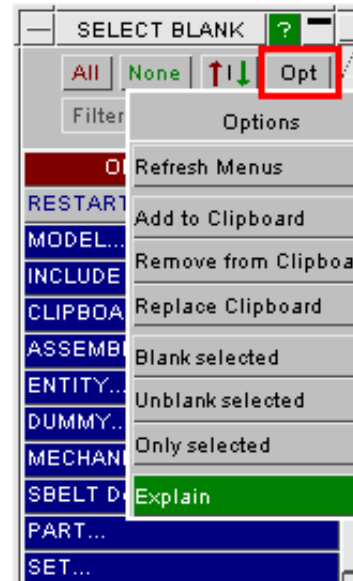 SELECT BLANK ?
All None Opt
Filter
Options
Refresh Menus
RESTART
Add to Clipboard
MODEL...
Remove from Clipboa
INCLUDE
CLIPBOA Replace Clipboard
ASSEMB
Blank selected
ENTITY...
Unblank selected
DUMMY..
Only selected
MECHAN
SBELT D
Explain
PART...
SET...